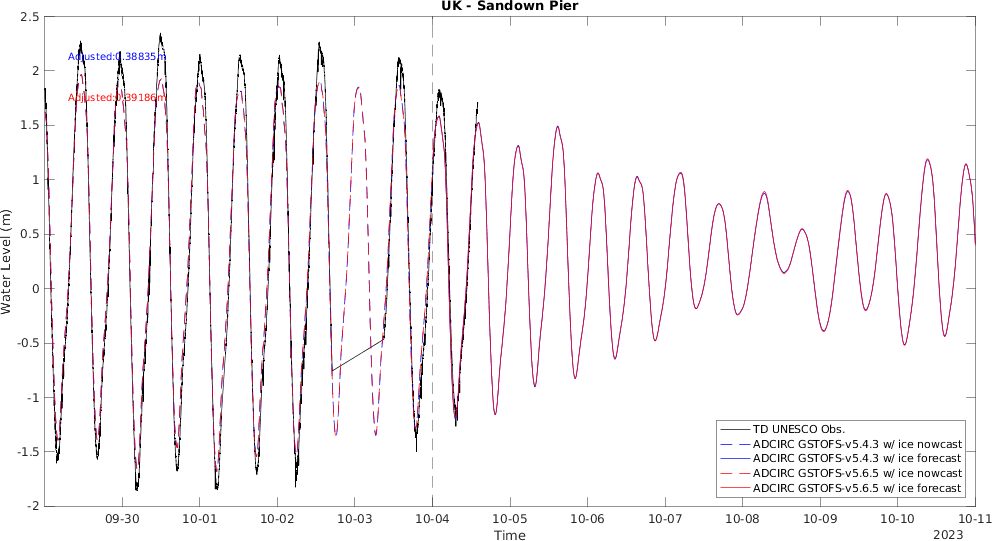 UK - Sandown Pier
2.5
2
1.5
1
0.5
0
-0.5
-1
-1.5
-2
Water Level (m)
Adjusted:0.38835m
Adjusted:0.39186m
TD UNESCO Obs.
ADCIRC GSTOFS-v5.4.3 w/ ice nowcast
ADCIRC GSTOFS-v5.4.3 w/ ice forecast
ADCIRC GSTOFS-v5.6.5 w/ ice nowcast
ADCIRC GSTOFS-v5.6.5 w/ ice forecast
09-30 10-01 10-02 10-03 10-04 10-05 10-06 10-07 10-08 10-09 10-10 10-11
Time
2023